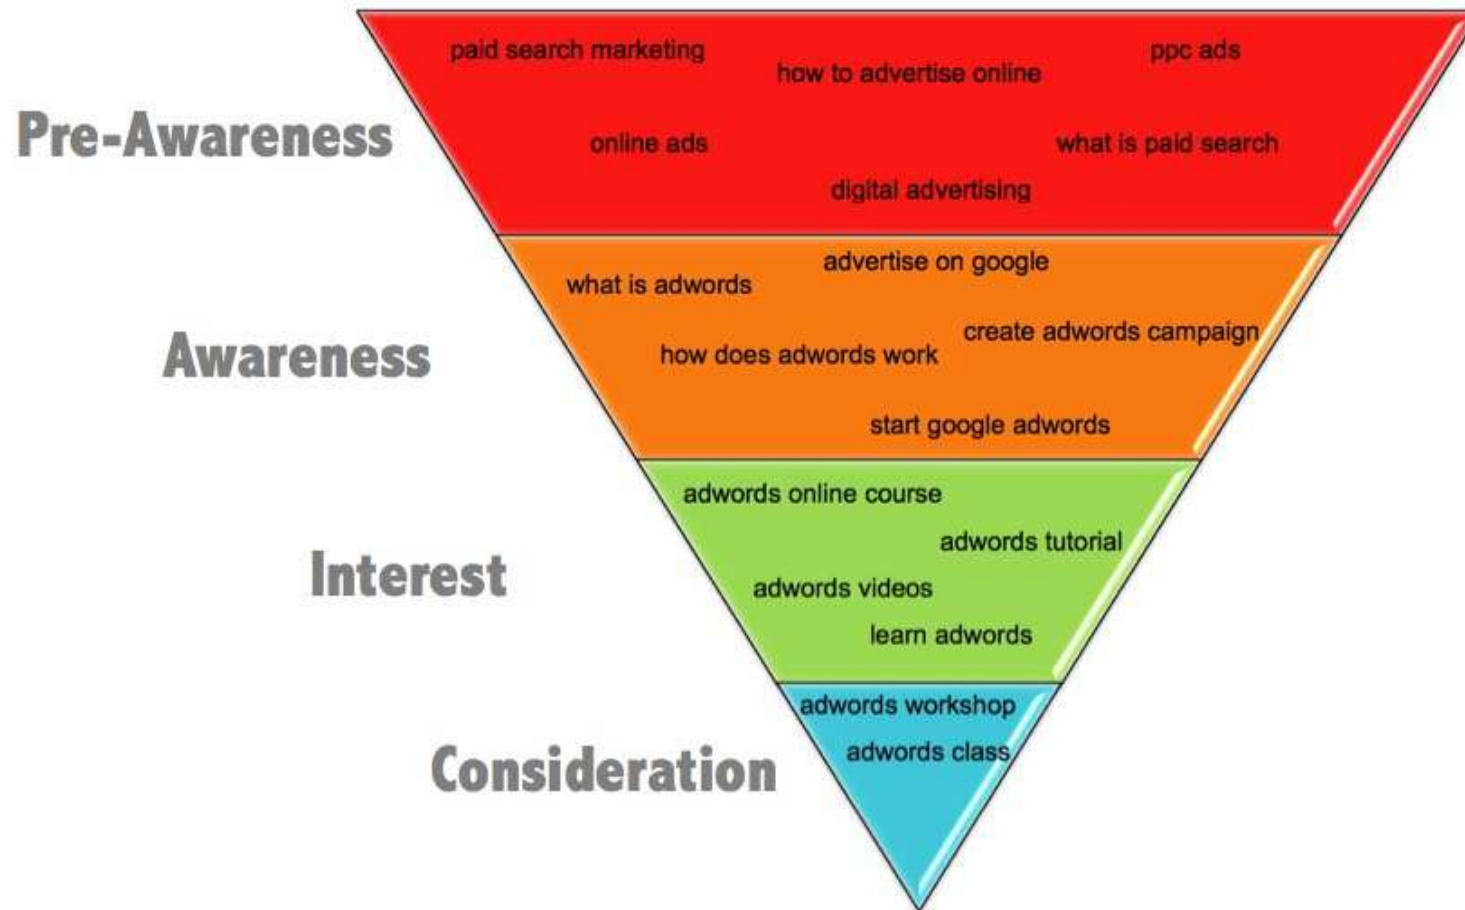 paid search marketing
ppc ads
how to advertise online
Pre-Awareness
online ads
what is paid search
digital advertising
advertise on google
what is adwords
create adwords campaign
Awareness
how does adwords work
start google adwords
adwords online course
adwords tutorial
Interest
adwords videos
learn adwords
adwords workshop
adwords class
Consideration